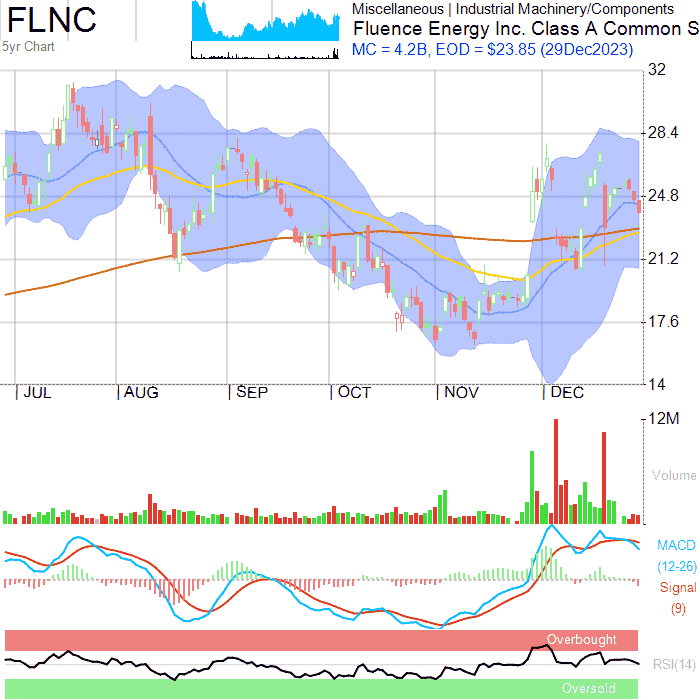 FLNC
5yr Chart
Miscellaneous | Industrial Machinery/Components
Fluence Energy Inc. Class A Common S
MC = 4.2B, EOD = $23.85 (29Dec2023)
32
28.4
24.8
21.2
17.6
14
| JUL | AUG | SEP | OCT | NOV | DEC
12M
Volume
MACD
(12-26)
Signal
(9)
Overbought
RSI(14)
Oversold